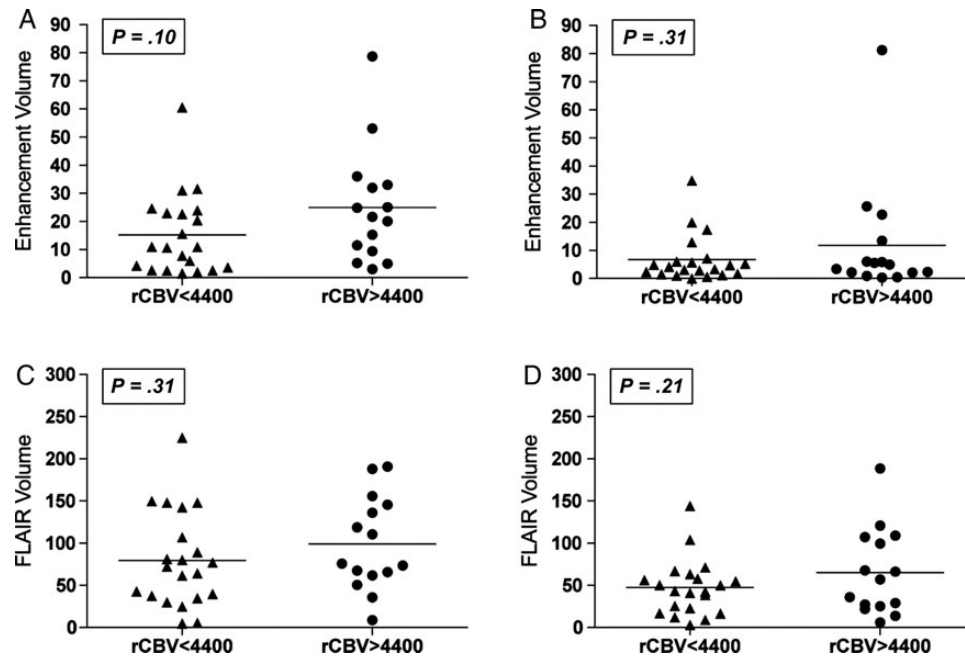 A
P = .10
Enhancement Volume
90
80
70
60
50
40
30
20
10
0
rCBV<4400
rCBV>4400
B
P = .31
Enhancement Volume
90
80
70
60
50
40
30
20
10
0
rCBV<4400
rCBV>4400
C
P = .31
FLAIR Volume
300
250
200
150
100
50
0
rCBV<4400
rCBV>4400
D
P = .21
FLAIR Volume
300
250
200
150
100
50
0
rCBV<4400
rCBV>4400